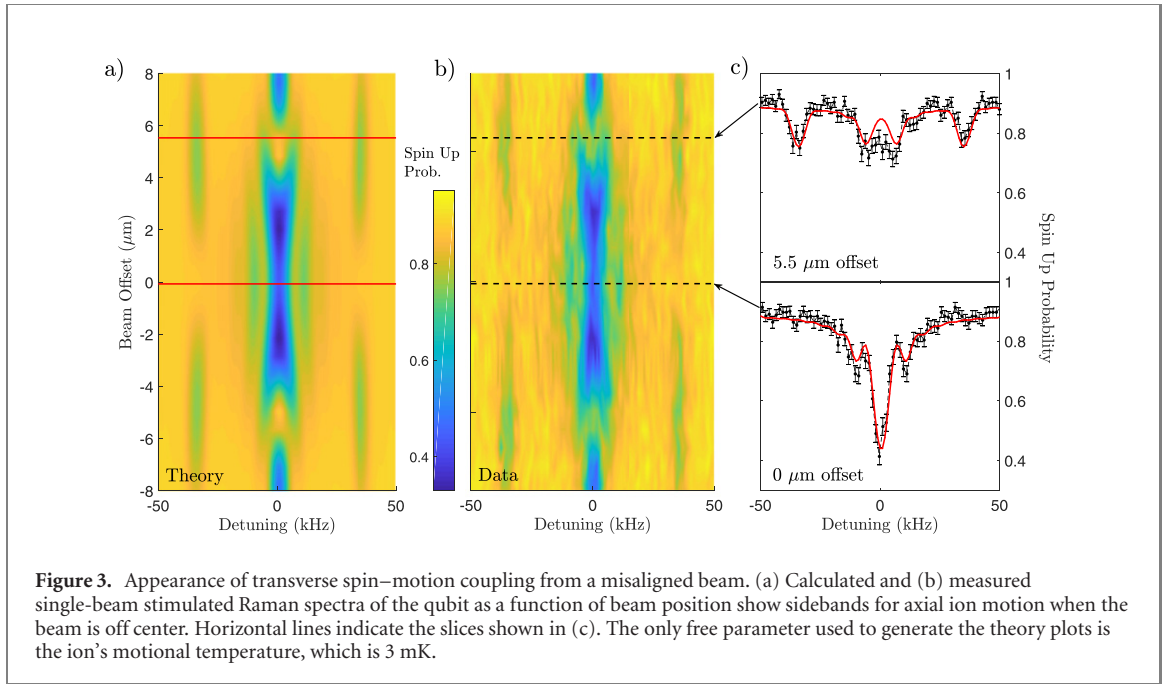 a)
8
6
4
2
0
-2
-4
-6
-8
Beam Offset (μm)
Theory
-50
0
50
Detuning (kHz)
Spin Up
Prob.
0.8
0.6
0.4
b)
Data
-50
0
50
Detuning (kHz)
c)
1
0.8
0.6
0.4
5.5 μm offset
1
0.8
0.6
0.4
0 μm offset
Spin Up Probability
-50
0
50
Detuning (kHz)
Figure 3. Appearance of transverse spin–motion coupling from a misaligned beam. (a) Calculated and (b) measured
single-beam stimulated Raman spectra of the qubit as a function of beam position show sidebands for axial ion motion when the
beam is off center. Horizontal lines indicate the slices shown in (c). The only free parameter used to generate the theory plots is
the ion's motional temperature, which is 3 mK.